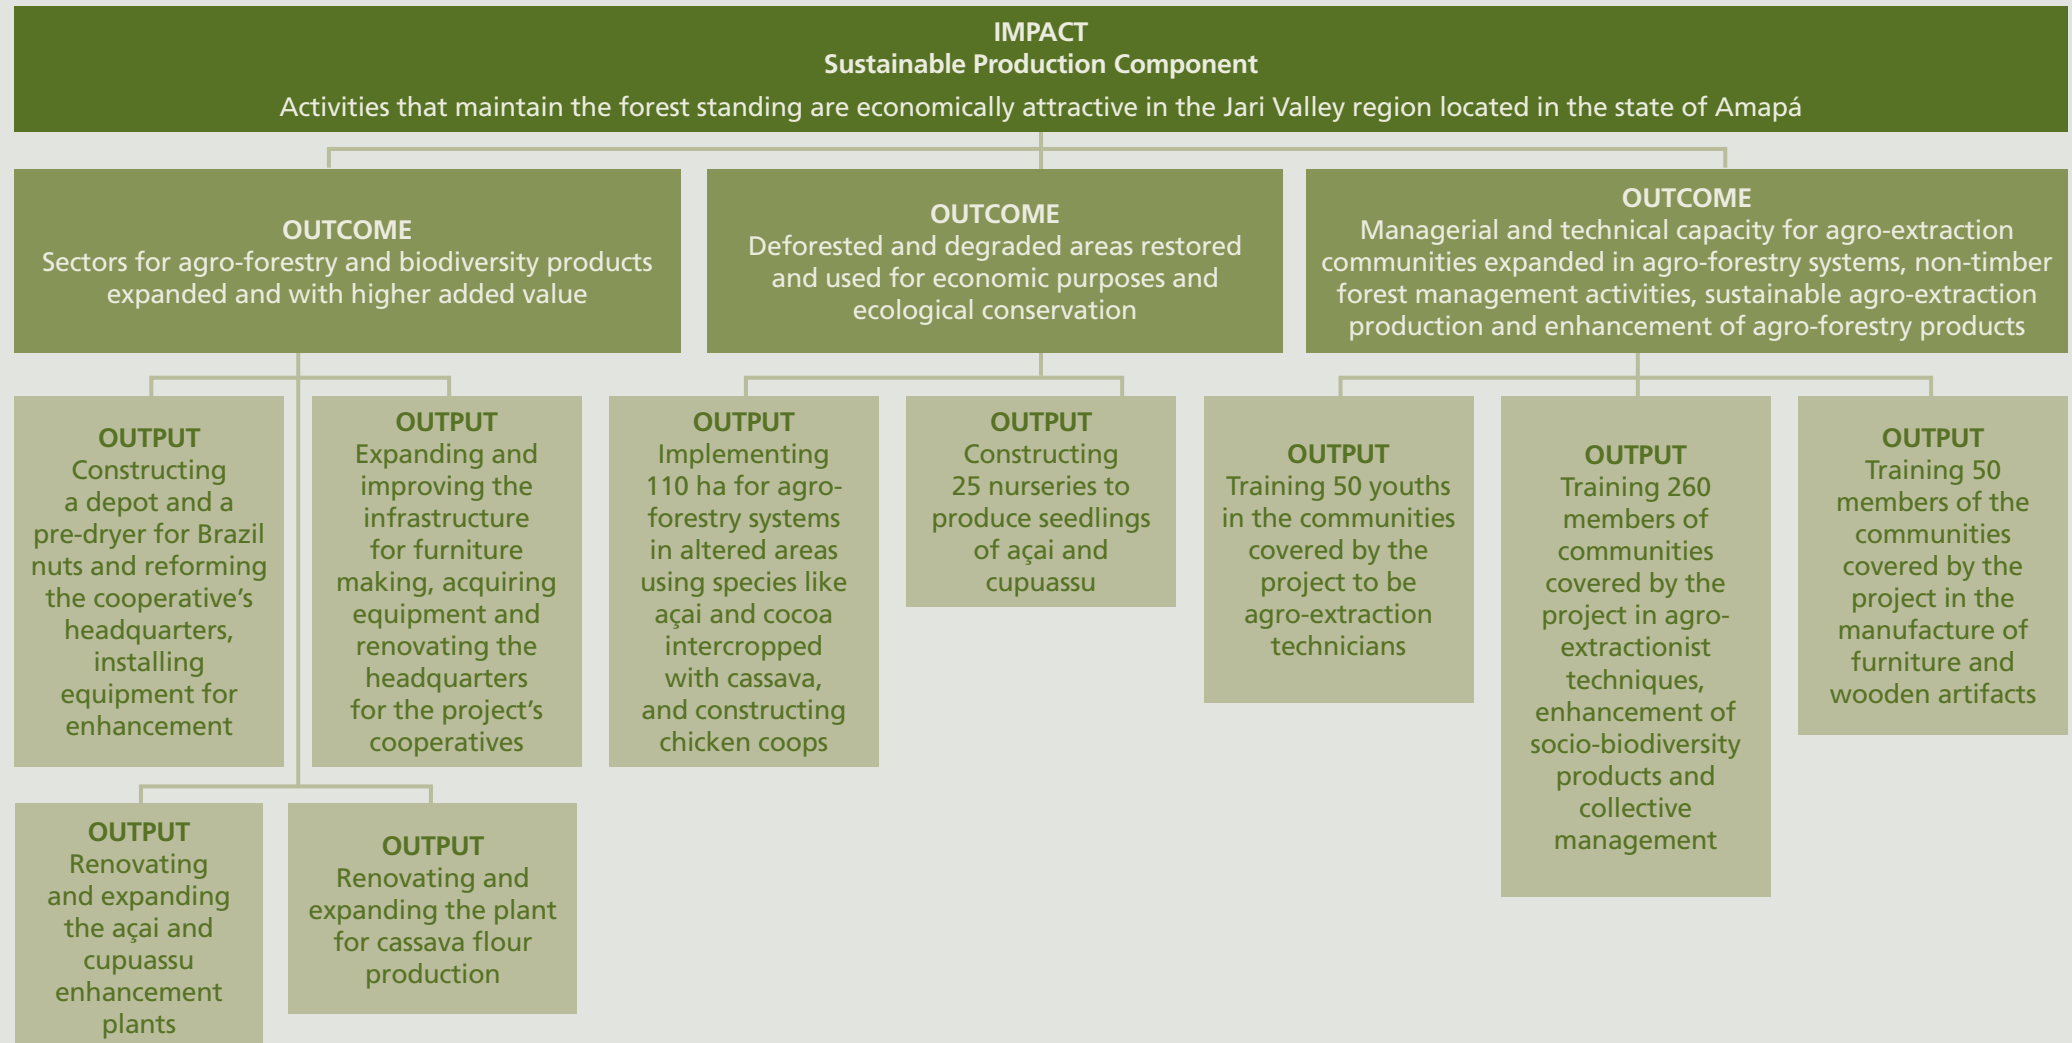 IMPACT
Sustainable Production Component
Activities that maintain the forest standing are economically attractive in the Jari Valley region located in the state of Amapá
OUTCOME
Sectors for agro-forestry and biodiversity products
expanded and with higher added value
OUTCOME
Deforested and degraded areas restored
and used for economic purposes and
ecological conservation
OUTCOME
Managerial and technical capacity for agro-extraction
communities expanded in agro-forestry systems, non-timber
forest management activities, sustainable agro-extraction
production and enhancement of agro-forestry products
OUTPUT
Constructing
a depot and a
pre-dryer for Brazil
nuts and reforming
the cooperative’s
headquarters,
installing
equipment for
enhancement
OUTPUT
Expanding and
improving the
infrastructure
for furniture
making, acquiring
equipment and
renovating the
headquarters
for the project’s
cooperatives
OUTPUT
Implementing
110 ha for agro-
forestry systems
in altered areas
using species like
açai and cocoa
intercropped
with cassava,
and constructing
chicken coops
OUTPUT
Constructing
25 nurseries to
produce seedlings
of açai and
cupuassu
OUTPUT
Training 50 youths
in the communities
covered by the
project to be
agro-extraction
technicians
OUTPUT
Training 260
members of
communities
covered by the
project in agro-
extractionist
techniques,
enhancement of
socio-biodiversity
products and
collective
management
OUTPUT
Training 50
members of the
communities
covered by the
project in the
manufacture of
furniture and
wooden artifacts
OUTPUT
Renovating
and expanding
the açai and
cupuassu
enhancement
plants
OUTPUT
Renovating and
expanding the plant
for cassava flour
production